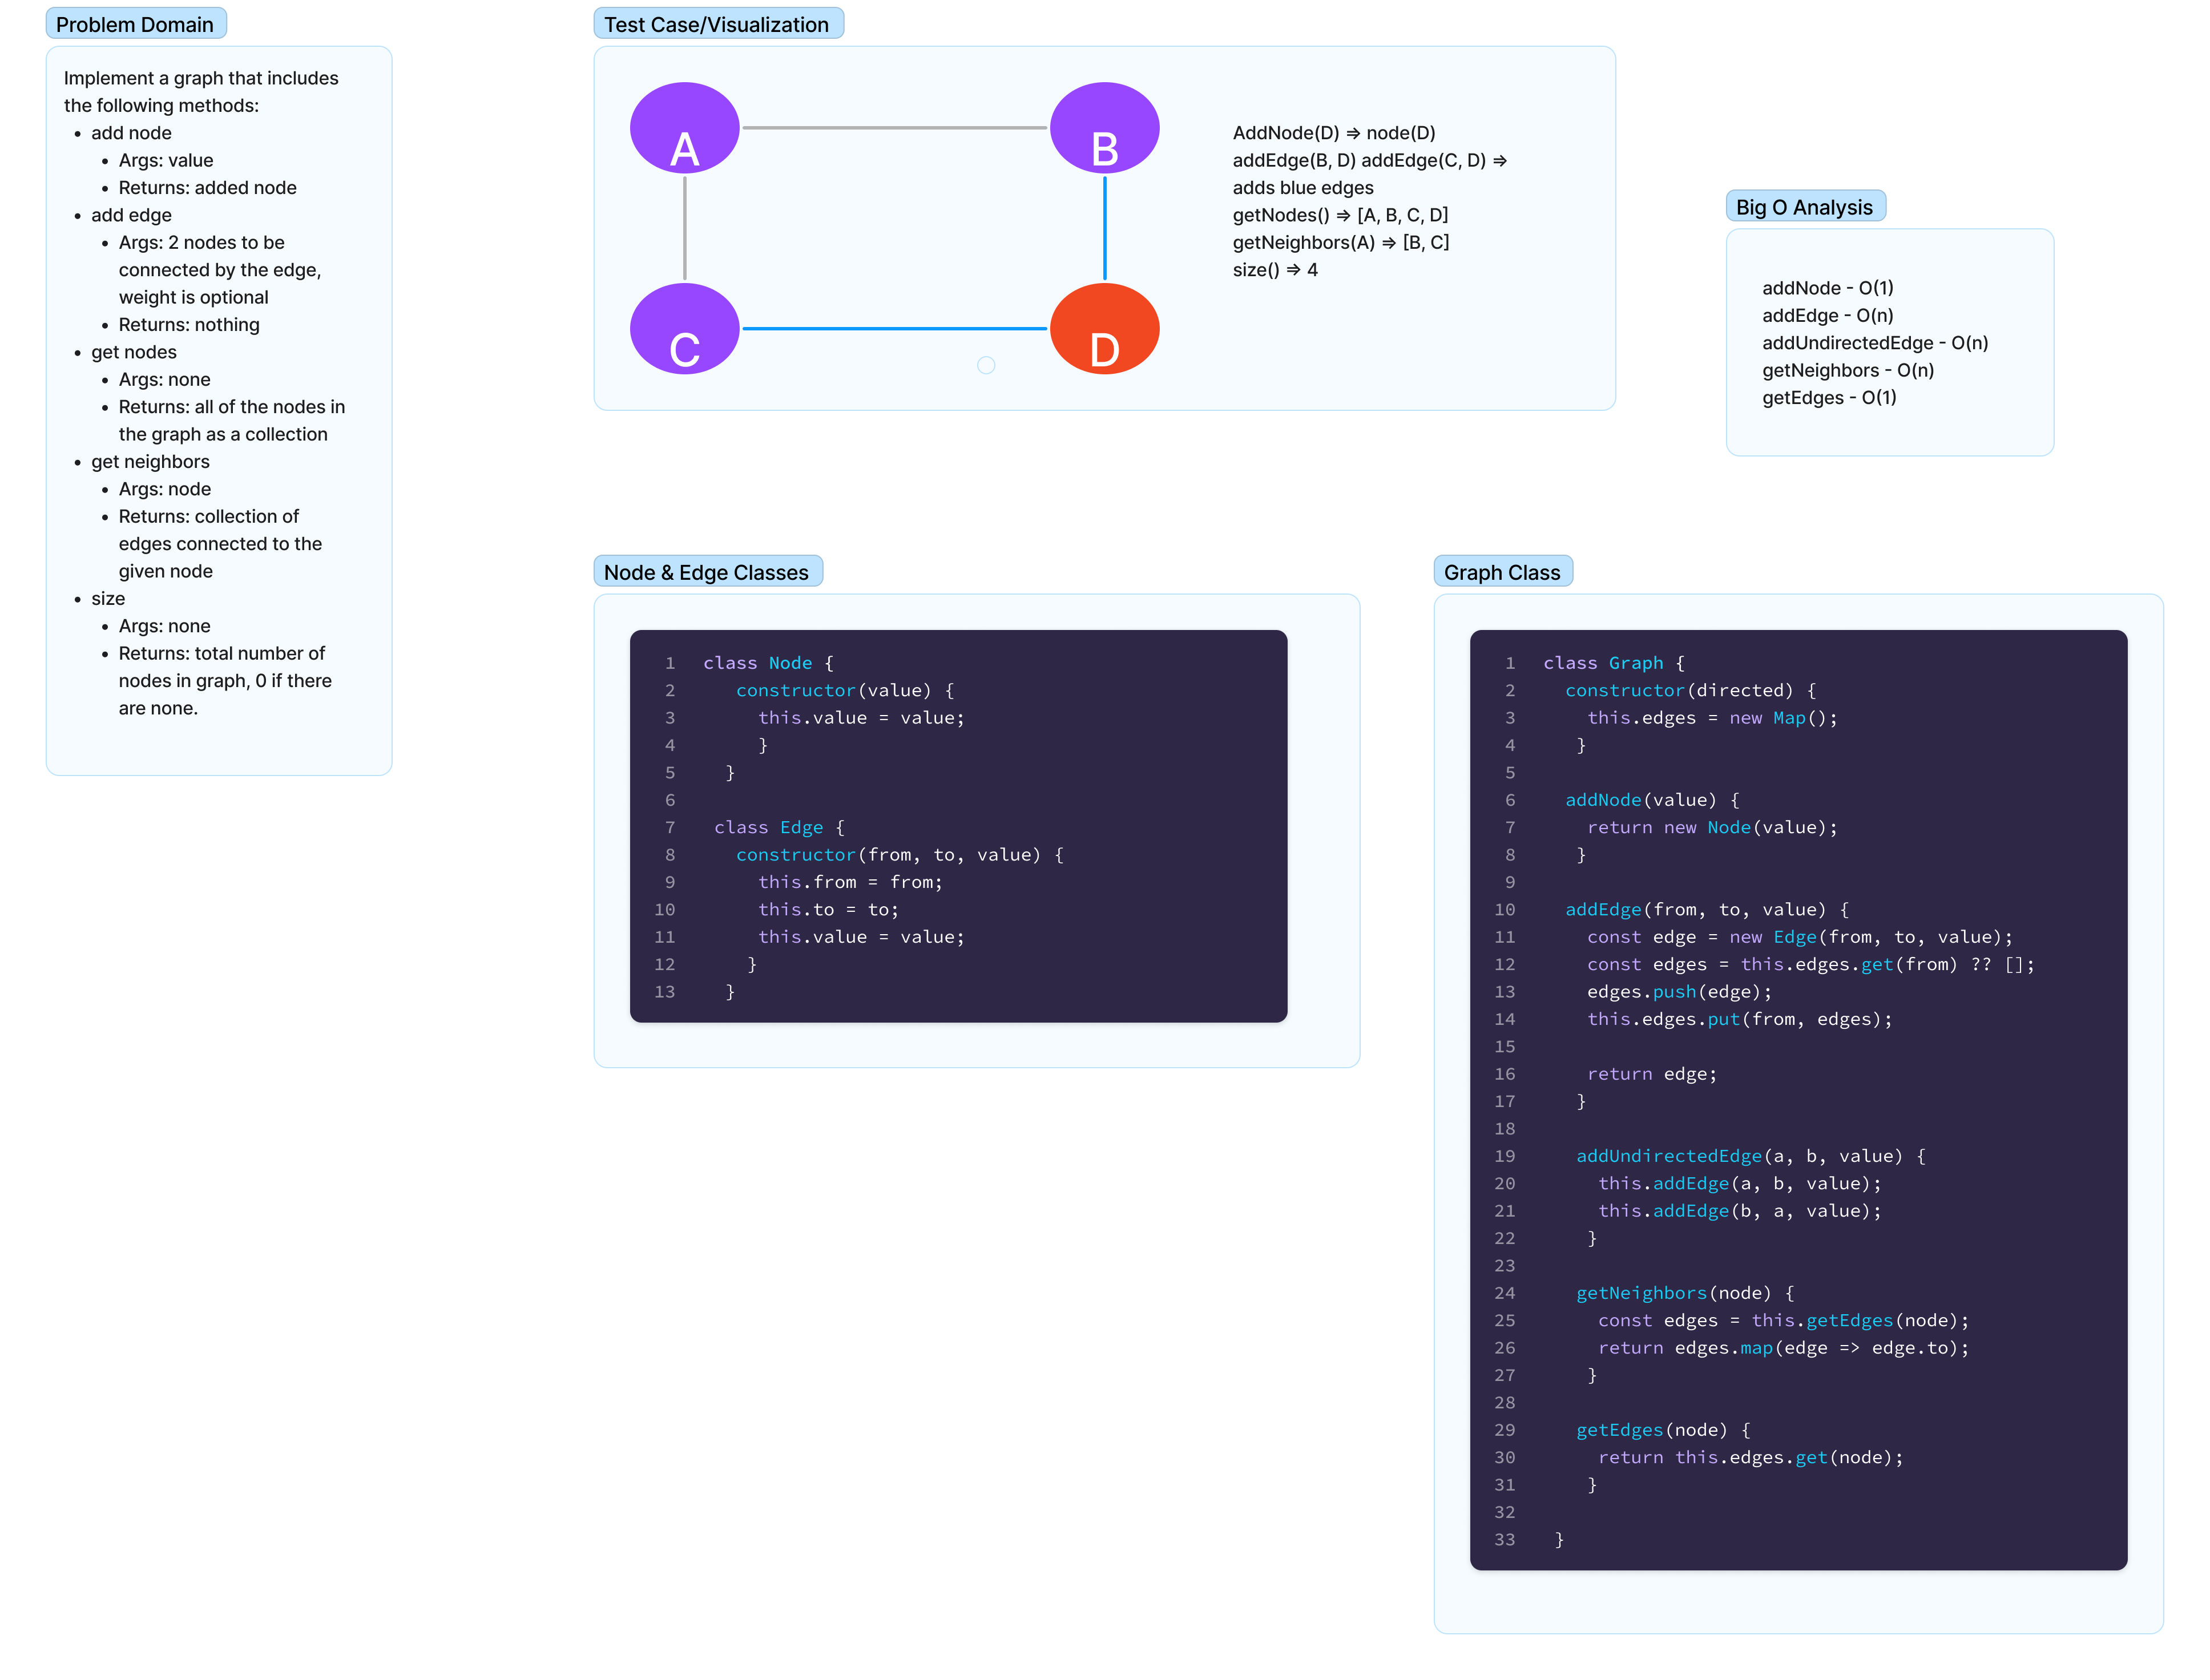 Problem Domain
Implement a graph that includes
the following methods:
• add node
• Args: value
• Returns: added node
• add edge
• Args: 2 nodes to be
connected by the edge,
weight is optional
• Returns: nothing
• get nodes
• Args: none
• Returns: all of the nodes in
the graph as a collection
• get neighbors
• Args: node
• Returns: collection of
edges connected to the
given node
• size
• Args: none
• Returns: total number of
nodes in graph, 0 if there
are none.
Test Case/Visualization
A
B
C
D
AddNode(D) => node(D)
addEdge(B, D) addEdge(C, D) =>
adds blue edges
getNodes() => [A, B, C, D]
getNeighbors(A) => [B, C]
size() => 4
Big O Analysis
addNode - O(1)
addEdge - O(n)
addUndirectedEdge - O(n)
getNeighbors - O(n)
getEdges - O(1)
Node & Edge Classes
1 class Node {
2 constructor(value) {
3 this.value = value;
4 }
5 }
6
7 class Edge {
8 constructor(from, to, value) {
9 this.from = from;
10 this.to = to;
11 this.value = value;
12 }
13 }
Graph Class
1 class Graph {
2 constructor(directed) {
3 this.edges = new Map();
4 }
5
6 addNode(value) {
7 return new Node(value);
8 }
9
10 addEdge(from, to, value) {
11 const edge = new Edge(from, to, value);
12 const edges = this.edges.get(from) ?? [];
13 edges.push(edge);
14 this.edges.put(from, edges);
15
16 return edge;
17 }
18
19 addUndirectedEdge(a, b, value) {
20 this.addEdge(a, b, value);
21 this.addEdge(b, a, value);
22 }
23
24 getNeighbors(node) {
25 const edges = this.getEdges(node);
26 return edges.map(edge => edge.to);
27 }
28
29 getEdges(node) {
30 return this.edges.get(node);
31 }
32
33 }